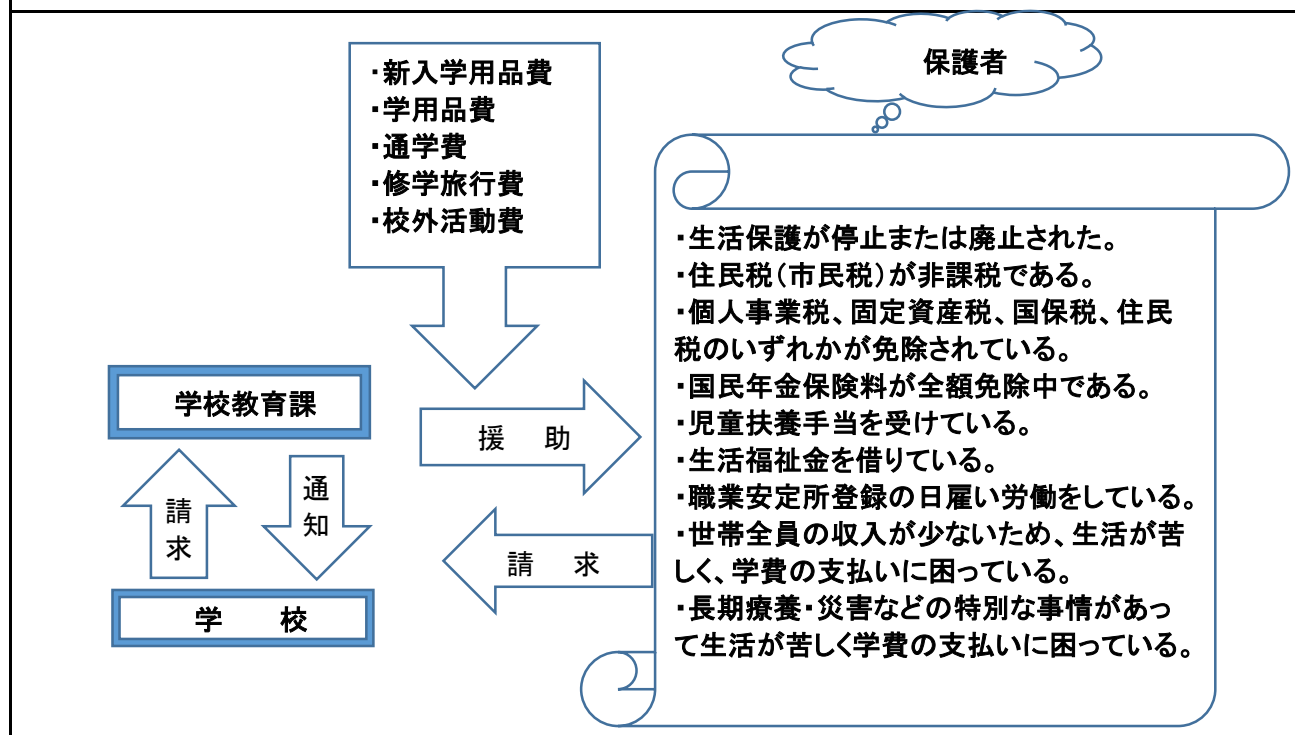 ・新入学用品費
・学用品費
・通学費
・修学旅行費
・校外活動費
保護者
・生活保護が停止または廃止された。
・住民税（市民税）が非課税である。
・個人事業税、固定資産税、国保税、住民
税のいずれかが免除されている。
・国民年金保険料が全額免除中である。
・児童扶養手当を受けている。
・生活福祉金を借りている。
・職業安定所登録の日雇い労働をしている。
・世帯全員の収入が少ないため、生活が苦
しく、学費の支払いに困っている。
・長期療養・災害などの特別な事情があっ
て生活が苦しく学費の支払いに困っている。
学校教育課
援　助
請求
通知
請　求
学　校